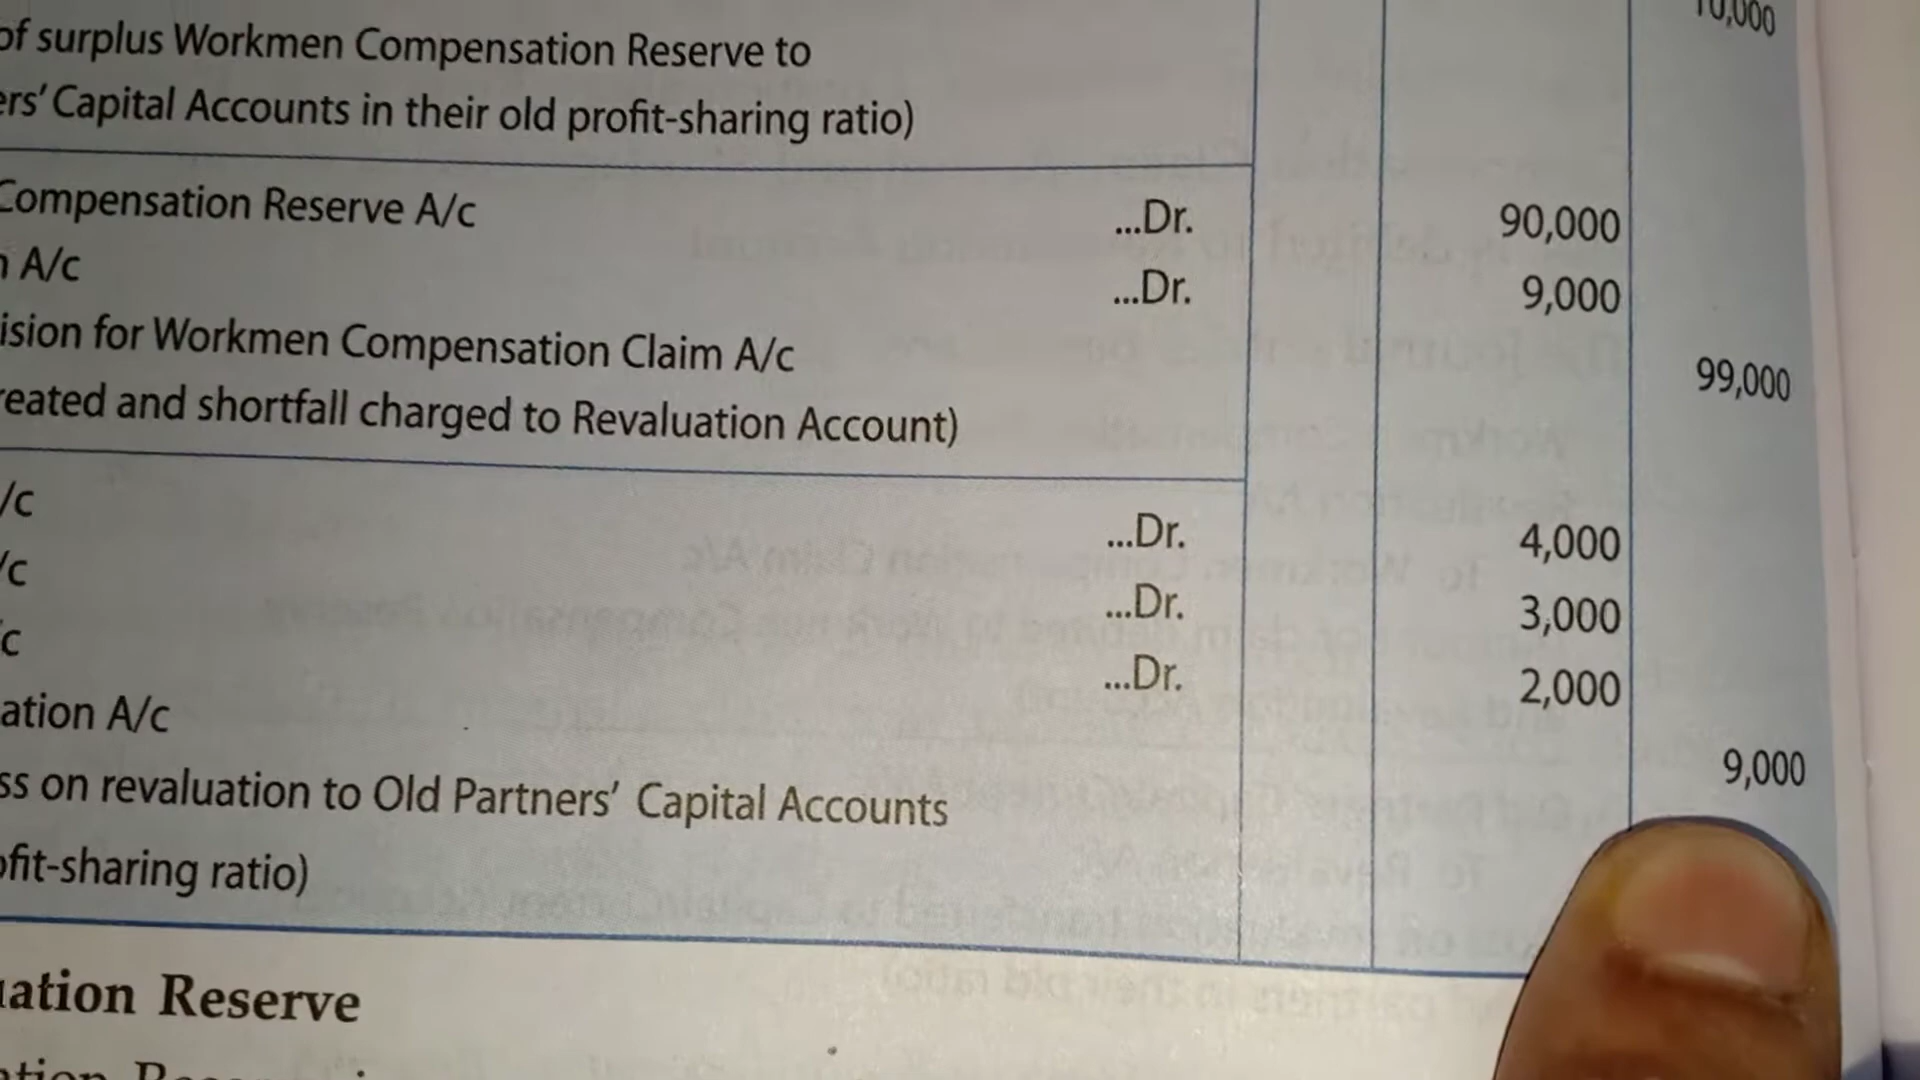 10,000
of surplus Workmen Compensation Reserve to
ers' Capital Accounts in their old profit-sharing ratio)
Compensation Reserve A/c ...Dr. 90,000
n A/c ...Dr. 9,000
ision for Workmen Compensation Claim A/c 99,000
reated and shortfall charged to Revaluation Account)
/c ...Dr. 4,000
/c ...Dr. 3,000
/c ...Dr. 2,000
ation A/c 9,000
ss on revaluation to Old Partners' Capital Accounts
ofit-sharing ratio)
uation Reserve